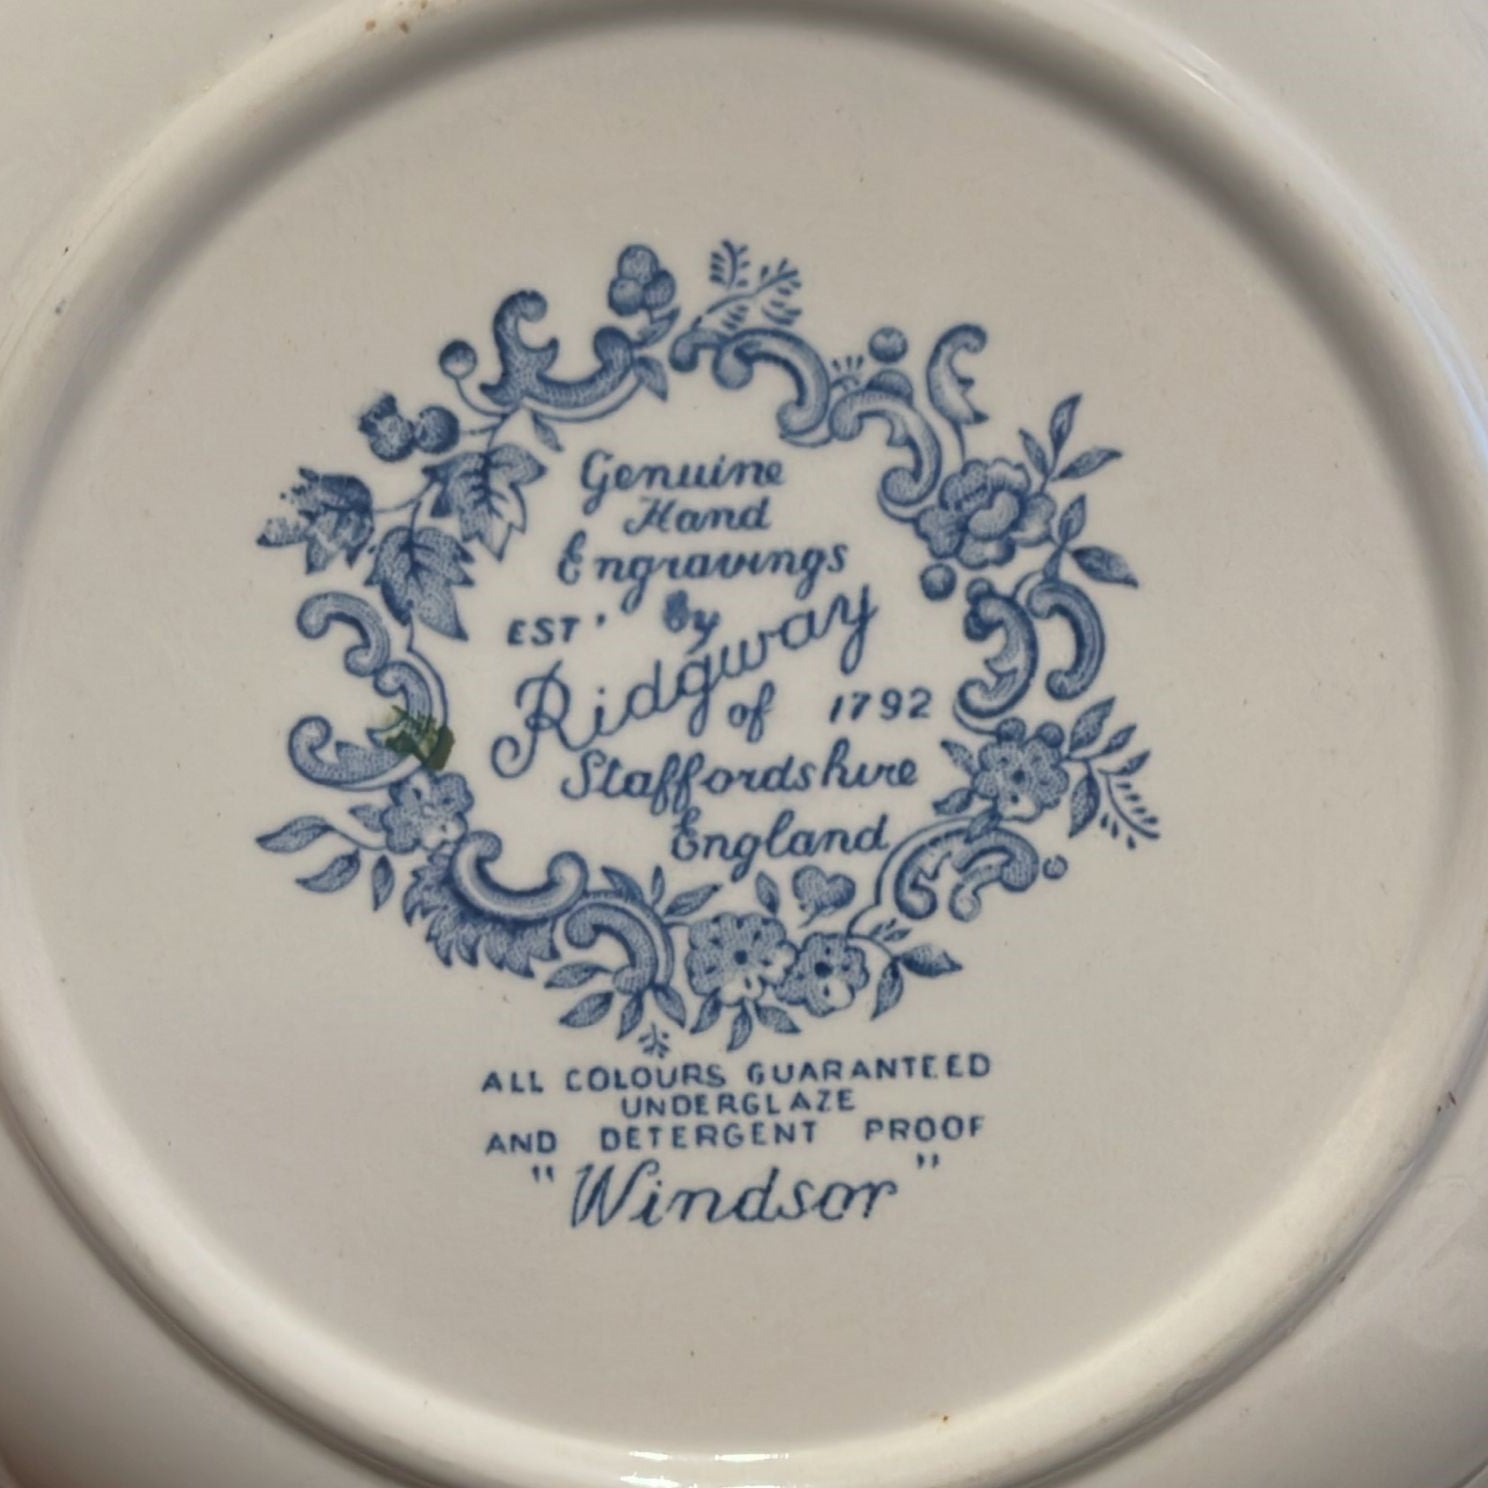 Genuine
Hand
Engravings
EST' by
Ridgway
of 1792
Staffordshire
England
ALL COLOURS GUARANTEED
UNDERGLAZE
AND DETERGENT PROOF
"Windsor"